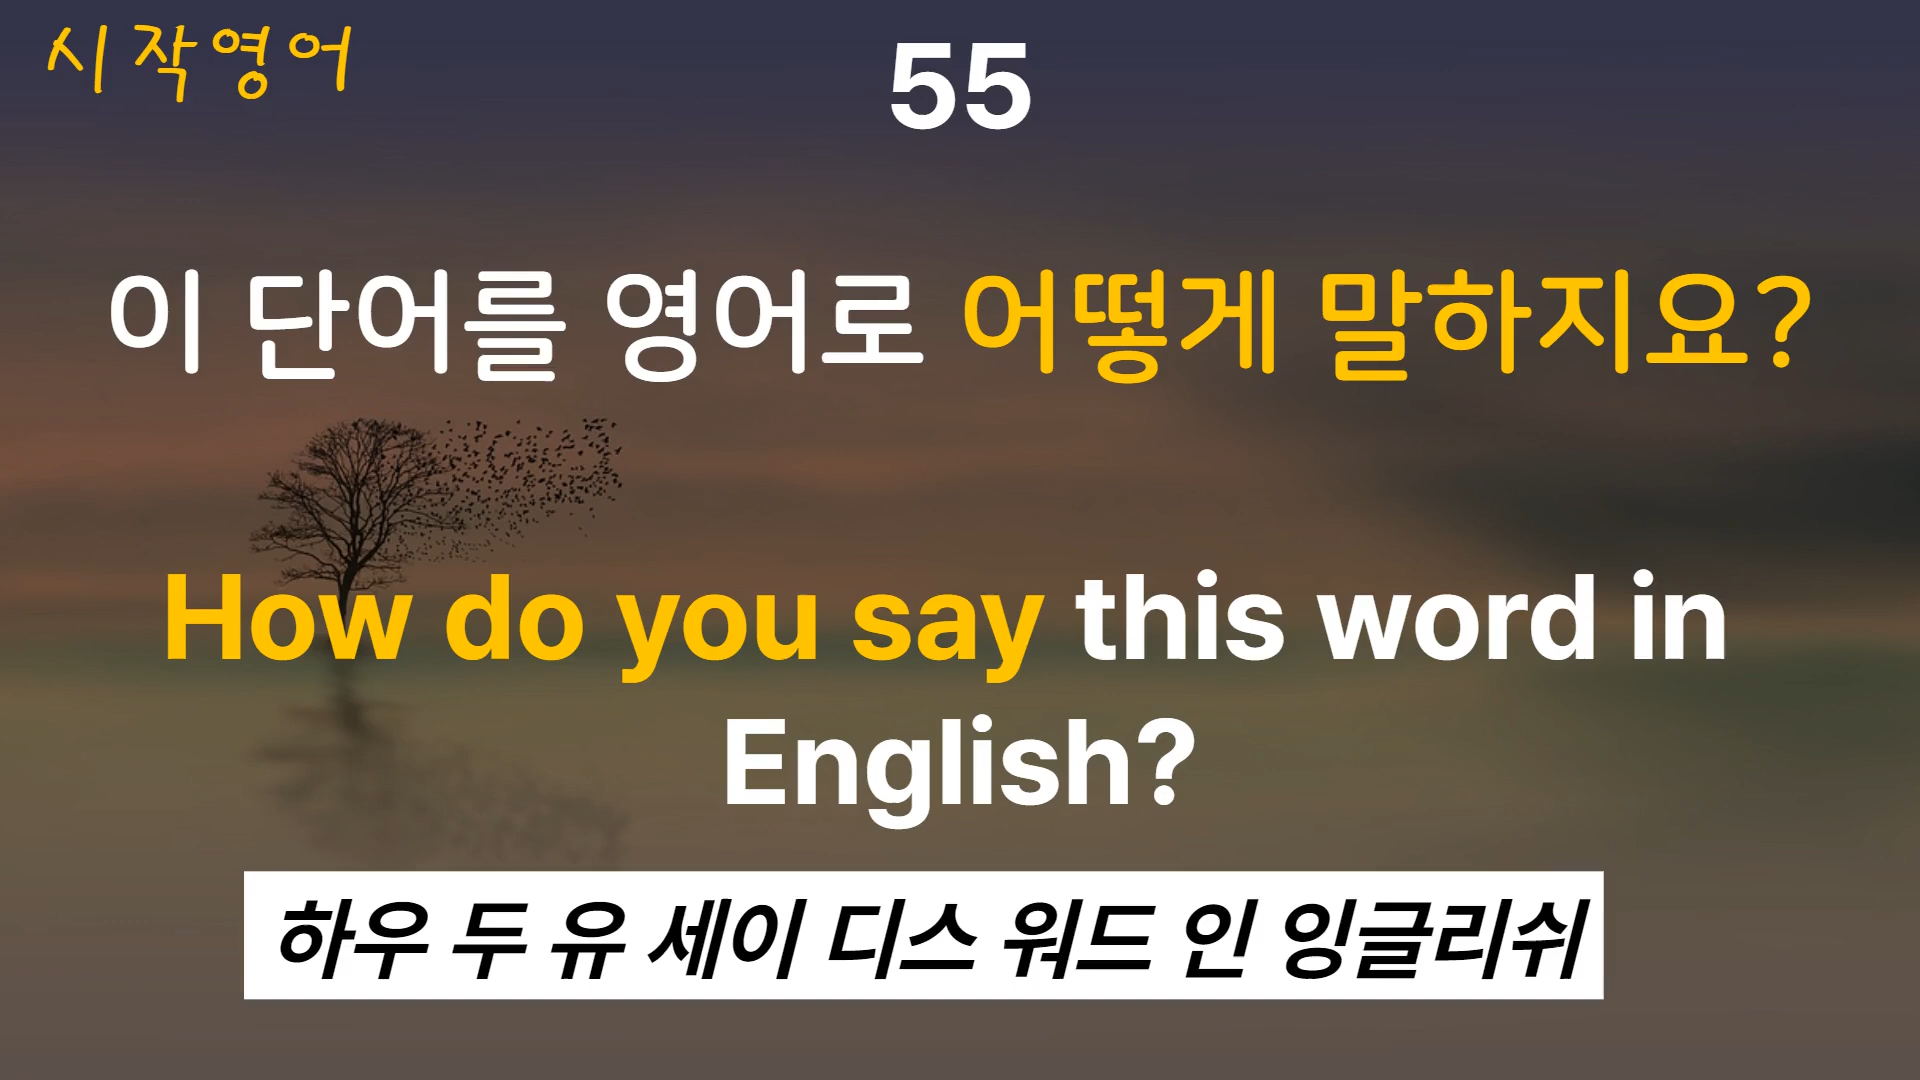 시작영어
55
이 단어를 영어로 어떻게 말하지요?
How do you say this word in
English?
하우 두 유 세이 디스 워드 인 잉글리쉬